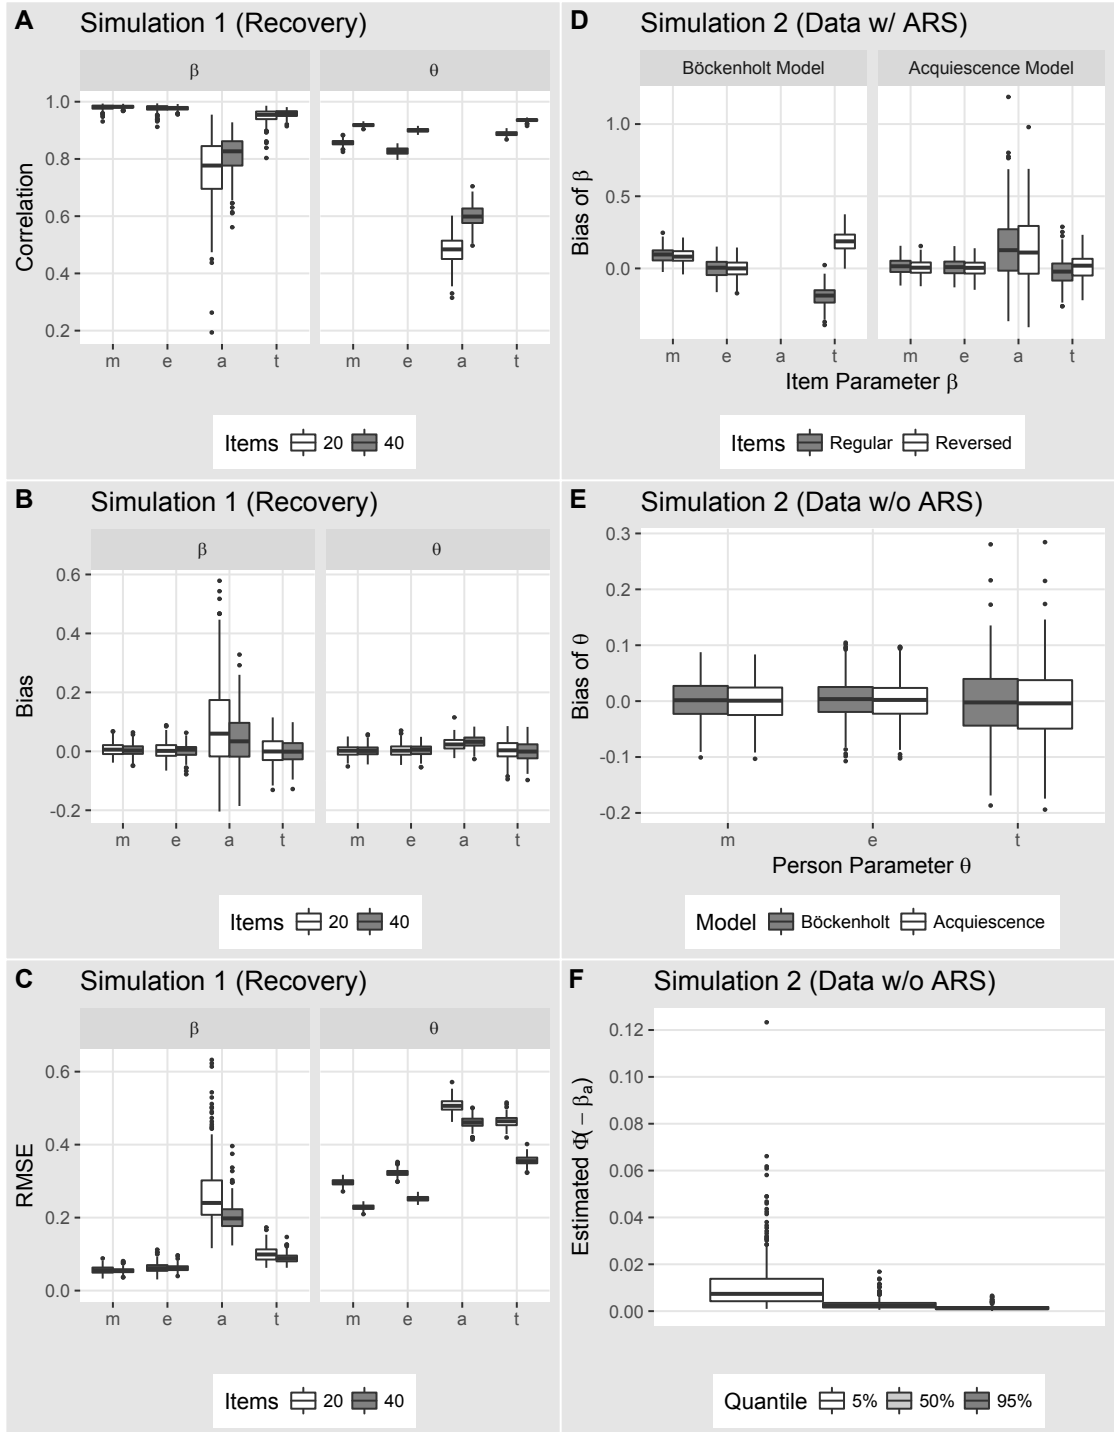 A Simulation 1 (Recovery)
β θ
Correlation
1.0
0.8
0.6
0.4
0.2
m e a t m e a t
Items 20 40
B Simulation 1 (Recovery)
β θ
Bias
0.6
0.4
0.2
0.0
-0.2
m e a t m e a t
Items 20 40
C Simulation 1 (Recovery)
β θ
RMSE
0.6
0.4
0.2
0.0
m e a t m e a t
Items 20 40
D Simulation 2 (Data w/ ARS)
Böckenholt Model Acquiescence Model
Bias of β
1.0
0.5
0.0
m e a t m e a t
Item Parameter β
Items Regular Reversed
E Simulation 2 (Data w/o ARS)
Bias of θ
0.3
0.2
0.1
0.0
-0.1
-0.2
m e t
Person Parameter θ
Model Böckenholt Acquiescence
F Simulation 2 (Data w/o ARS)
Estimated Φ(−βa)
0.12
0.10
0.08
0.06
0.04
0.02
0.00
Quantile 5% 50% 95%